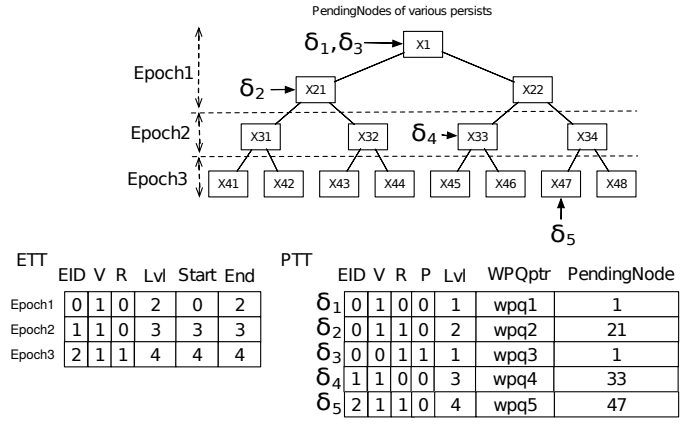 PendingNodes of various persists
δ1,δ3 X1
Epoch1
δ2 X21 X22
Epoch2 X31 X32 δ4 X33 X34
Epoch3 X41 X42 X43 X44 X45 X46 X47 X48
δ5
ETT
EID V R Lvl Start End
Epoch1 0 1 0 2 0 2
Epoch2 1 1 0 3 3 3
Epoch3 2 1 1 4 4 4
PTT
EID V R P Lvl WPQptr PendingNode
δ1 0 1 0 0 1 wpq1 1
δ2 0 1 1 0 2 wpq2 21
δ3 0 0 1 1 1 wpq3 1
δ4 1 1 0 0 3 wpq4 33
δ5 2 1 1 0 4 wpq5 47